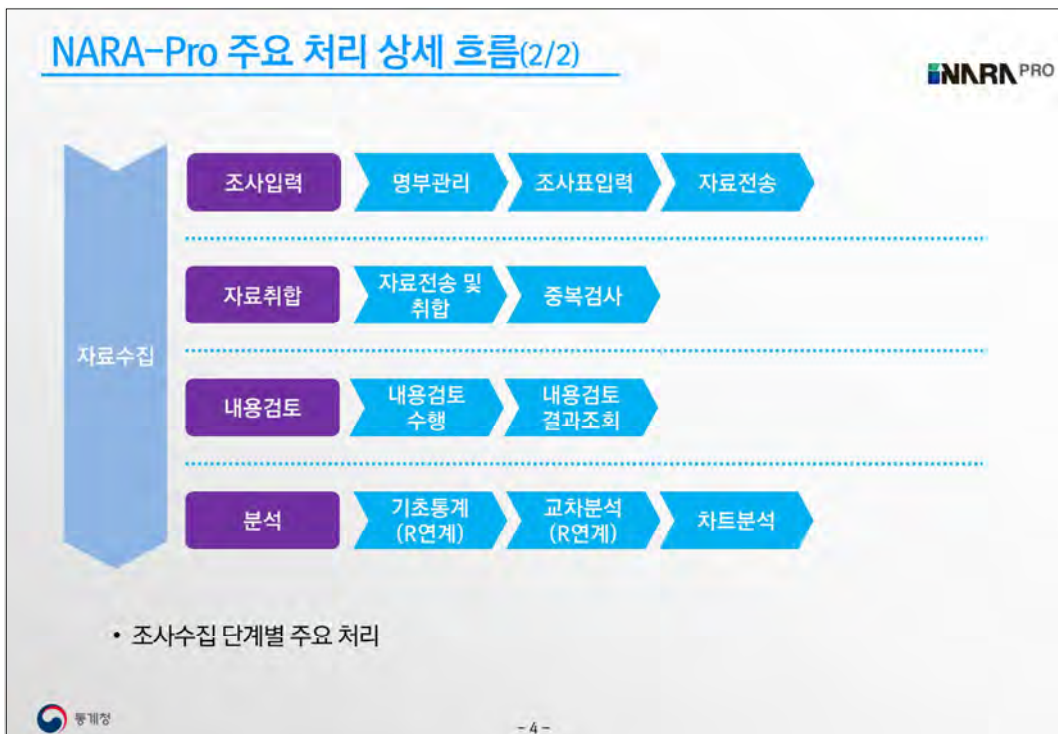 NARA-Pro 주요 처리 상세 흐름(2/2)
NARA PRO
조사입력
명부관리
조사표입력
자료전송
자료취합
자료전송 및
취합
중복검사
자료수집
내용검토
내용검토
수행
내용검토
결과조회
분석
기초통계
(R연계)
교차분석
(R연계)
차트분석
• 조사수집 단계별 주요 처리
통계청
- 4 -